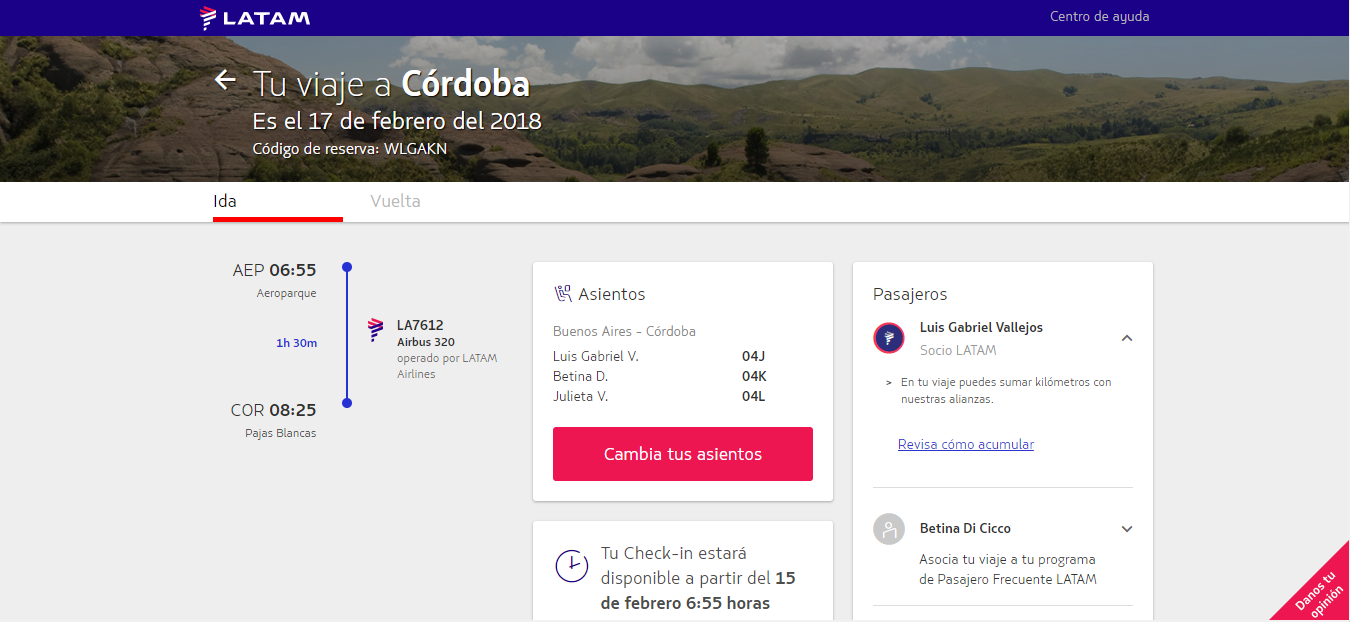 LATAM
Centro de ayuda
Tu viaje a Córdoba
Es el 17 de febrero del 2018
Código de reserva: WLGAKN
Ida
Vuelta
AEP 06:55
Aeroparque
1h 30m
COR 08:25
Pajas Blancas
LA7612
Airbus 320
operado por LATAM
Airlines
Asientos
Buenos Aires - Córdoba
Luis Gabriel V. 04J
Betina D. 04K
Julieta V. 04L
Cambia tus asientos
Tu Check-in estará
disponible a partir del 15
de febrero 6:55 horas
Pasajeros
Luis Gabriel Vallejos
Socio LATAM
> En tu viaje puedes sumar kilómetros con
nuestras alianzas.
Revisa cómo acumular
Betina Di Cicco
Asocia tu viaje a tu programa
de Pasajero Frecuente LATAM
Danos tu
opinión